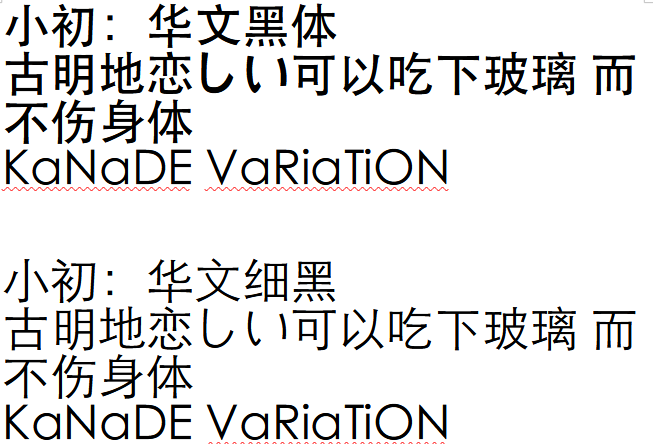 小初：华文黑体
古明地恋しい可以吃下玻璃 而
不伤身体
KaNaDE VaRiaTiON
小初：华文细黑
古明地恋しい可以吃下玻璃 而
不伤身体
KaNaDE VaRiaTiON